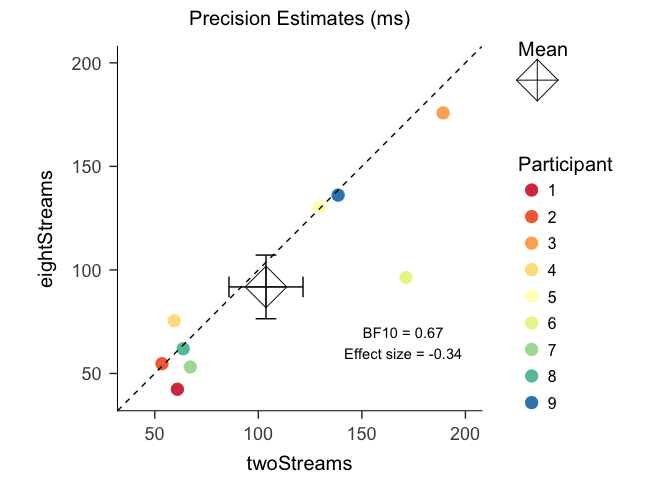 Precision Estimates (ms)
Mean
200
150
100
50
eightStreams
BF10 = 0.67
Effect size = -0.34
50 100 150 200
twoStreams
Participant
1
2
3
4
5
6
7
8
9